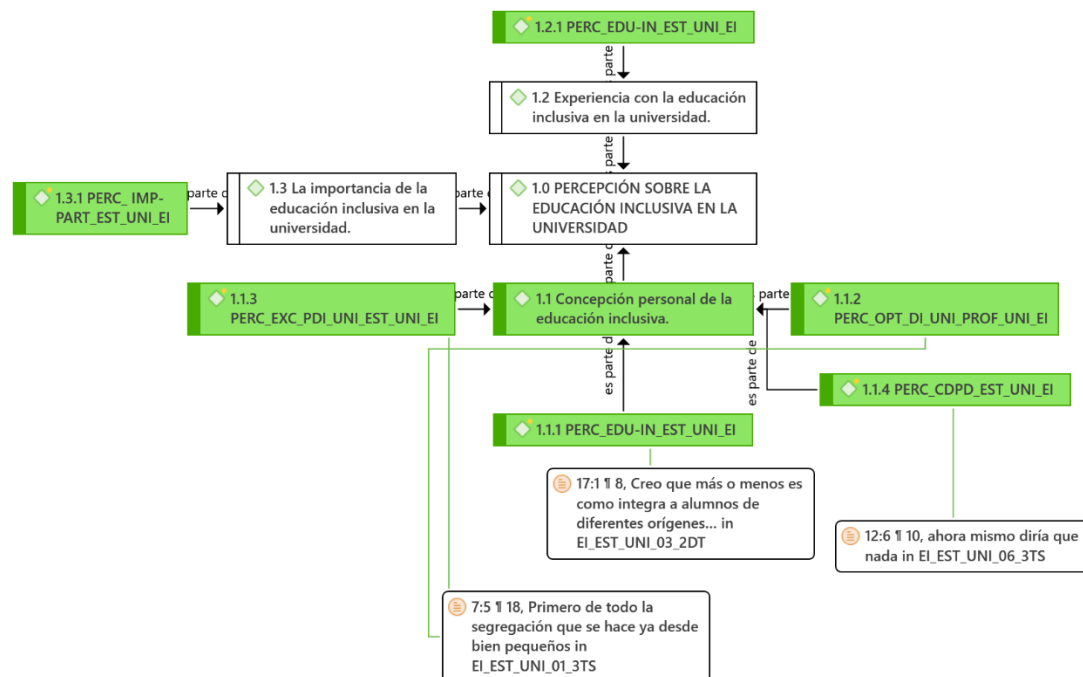 1.2.1 PERC_EDU-IN_EST_UNI_EI
s parte
1.2 Experiencia con la educación
inclusiva en la universidad.
es parte
1.3.1 PERC_ IMP-
PART_EST_UNI_EI
parte d
1.3 La importancia de la
educación inclusiva en la
universidad.
parte d
1.0 PERCEPCIÓN SOBRE LA
EDUCACIÓN INCLUSIVA EN LA
UNIVERSIDAD
parte d
1.1.3
PERC_EXC_PDI_UNI_EST_UNI_EI
parte d
1.1 Concepción personal de la
educación inclusiva.
s parte
1.1.2
PERC_OPT_DI_UNI_PROF_UNI_EI
es parte d
es parte de
1.1.4 PERC_CDPD_EST_UNI_EI
1.1.1 PERC_EDU-IN_EST_UNI_EI
17:1 ¶ 8, Creo que más o menos es
como integra a alumnos de
diferentes orígenes… in
EI_EST_UNI_03_2DT
12:6 ¶ 10, ahora mismo diría que
nada in EI_EST_UNI_06_3TS
7:5 ¶ 18, Primero de todo la
segregación que se hace ya desde
bien pequeños in
EI_EST_UNI_01_3TS